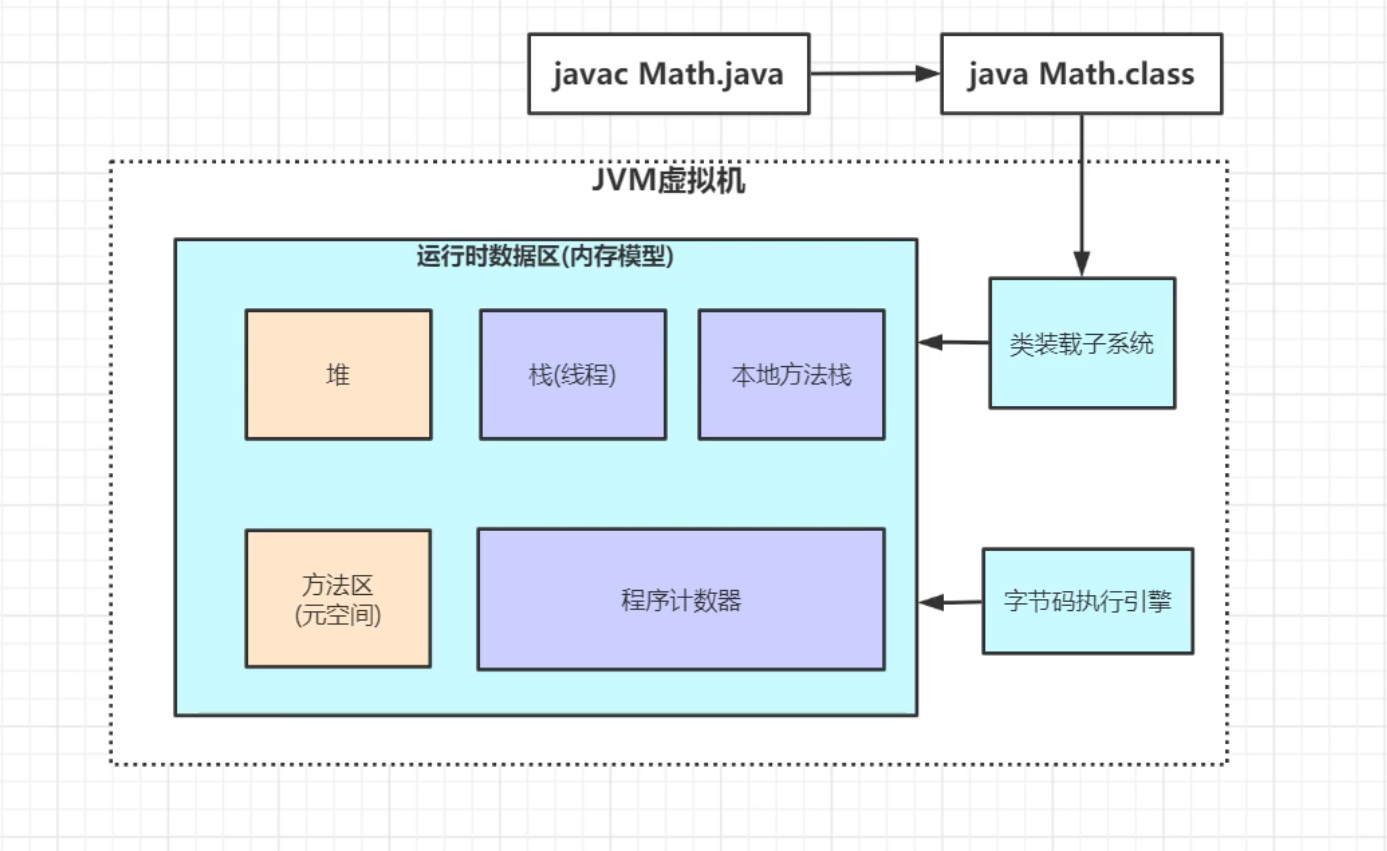 javac Math.java
java Math.class
JVM虚拟机
运行时数据区(内存模型)
堆
栈(线程)
本地方法栈
类装载子系统
方法区
(元空间)
程序计数器
字节码执行引擎